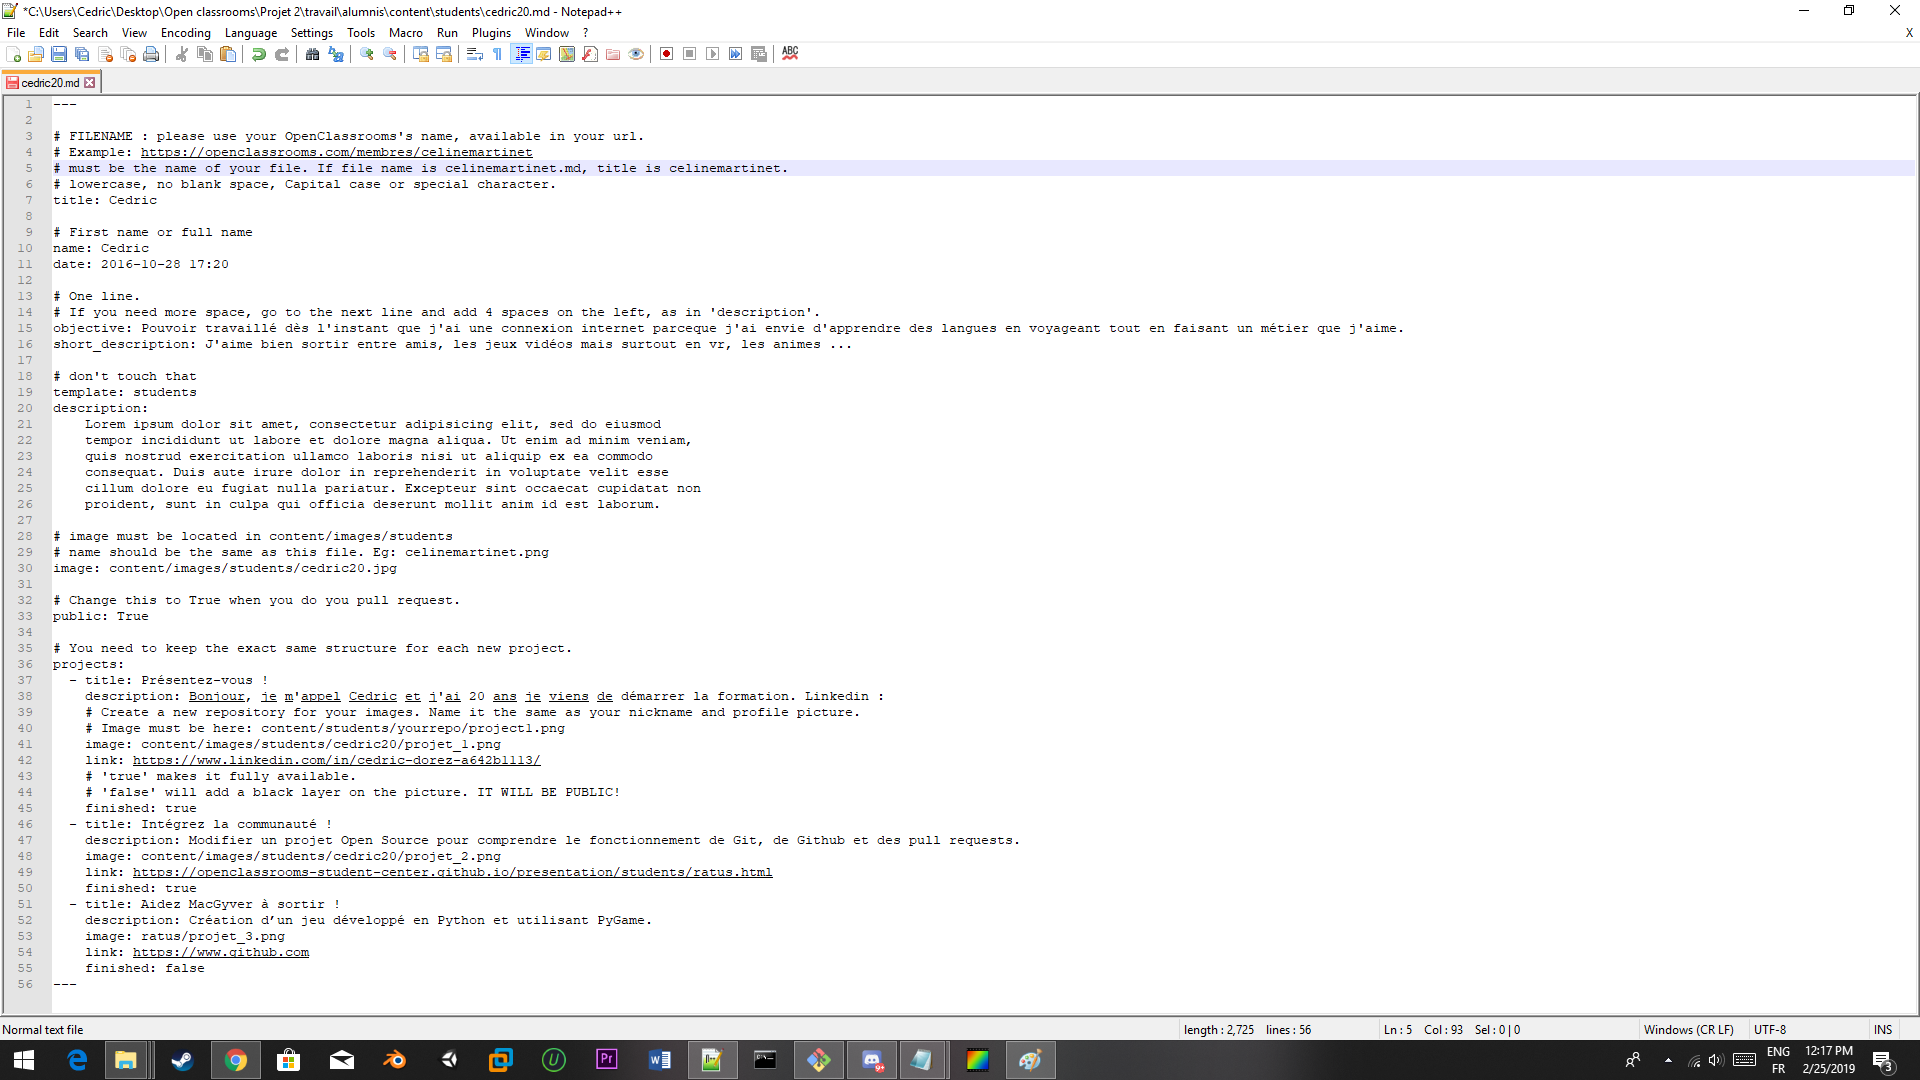 *C:\Users\Cedric\Desktop\Open classrooms\Projet 2\travail\alumnis\content\students\cedric20.md - Notepad++
File Edit Search View Encoding Language Settings Tools Macro Run Plugins Window ? X
ABC
cedric20.md
1 ---
2
3 # FILENAME : please use your OpenClassrooms's name, available in your url.
4 # Example: https://openclassrooms.com/membres/celinemartinet
5 # must be the name of your file. If file name is celinemartinet.md, title is celinemartinet.
6 # lowercase, no blank space, Capital case or special character.
7 title: Cedric
8
9 # First name or full name
10 name: Cedric
11 date: 2016-10-28 17:20
12
13 # One line.
14 # If you need more space, go to the next line and add 4 spaces on the left, as in 'description'.
15 objective: Pouvoir travaillé dès l'instant que j'ai une connexion internet parceque j'ai envie d'apprendre des langues en voyageant tout en faisant un métier que j'aime.
16 short_description: J'aime bien sortir entre amis, les jeux vidéos mais surtout en vr, les animes ...
17
18 # don't touch that
19 template: students
20 description:
21 Lorem ipsum dolor sit amet, consectetur adipisicing elit, sed do eiusmod
22 tempor incididunt ut labore et dolore magna aliqua. Ut enim ad minim veniam,
23 quis nostrud exercitation ullamco laboris nisi ut aliquip ex ea commodo
24 consequat. Duis aute irure dolor in reprehenderit in voluptate velit esse
25 cillum dolore eu fugiat nulla pariatur. Excepteur sint occaecat cupidatat non
26 proident, sunt in culpa qui officia deserunt mollit anim id est laborum.
27
28 # image must be located in content/images/students
29 # name should be the same as this file. Eg: celinemartinet.png
30 image: content/images/students/cedric20.jpg
31
32 # Change this to True when you do you pull request.
33 public: True
34
35 # You need to keep the exact same structure for each new project.
36 projects:
37 - title: Présentez-vous !
38 description: Bonjour, je m'appel Cedric et j'ai 20 ans je viens de démarrer la formation. Linkedin :
39 # Create a new repository for your images. Name it the same as your nickname and profile picture.
40 # Image must be here: content/students/yourrepo/project1.png
41 image: content/images/students/cedric20/projet_1.png
42 link: https://www.linkedin.com/in/cedric-dorez-a642b1113/
43 # 'true' makes it fully available.
44 # 'false' will add a black layer on the picture. IT WILL BE PUBLIC!
45 finished: true
46 - title: Intégrez la communauté !
47 description: Modifier un projet Open Source pour comprendre le fonctionnement de Git, de Github et des pull requests.
48 image: content/images/students/cedric20/projet_2.png
49 link: https://openclassrooms-student-center.github.io/presentation/students/ratus.html
50 finished: true
51 - title: Aidez MacGyver à sortir !
52 description: Création d’un jeu développé en Python et utilisant PyGame.
53 image: ratus/projet_3.png
54 link: https://www.github.com
55 finished: false
56 ---
Normal text file length : 2,725 lines : 56 Ln : 5 Col : 93 Sel : 0 | 0 Windows (CR LF) UTF-8 INS
ENG 12:17 PM
FR 2/25/2019 3